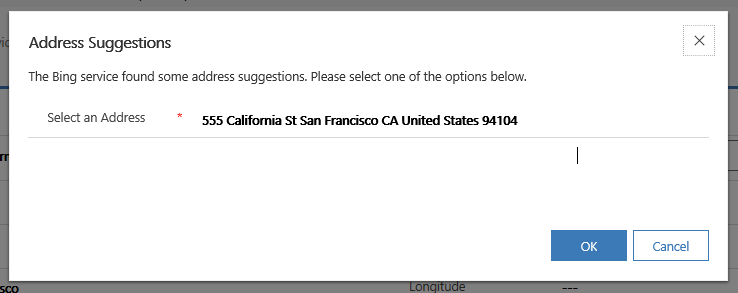 Address Suggestions
The Bing service found some address suggestions. Please select one of the options below.
Select an Address * 555 California St San Francisco CA United States 94104
OK Cancel
sco Longitude ---